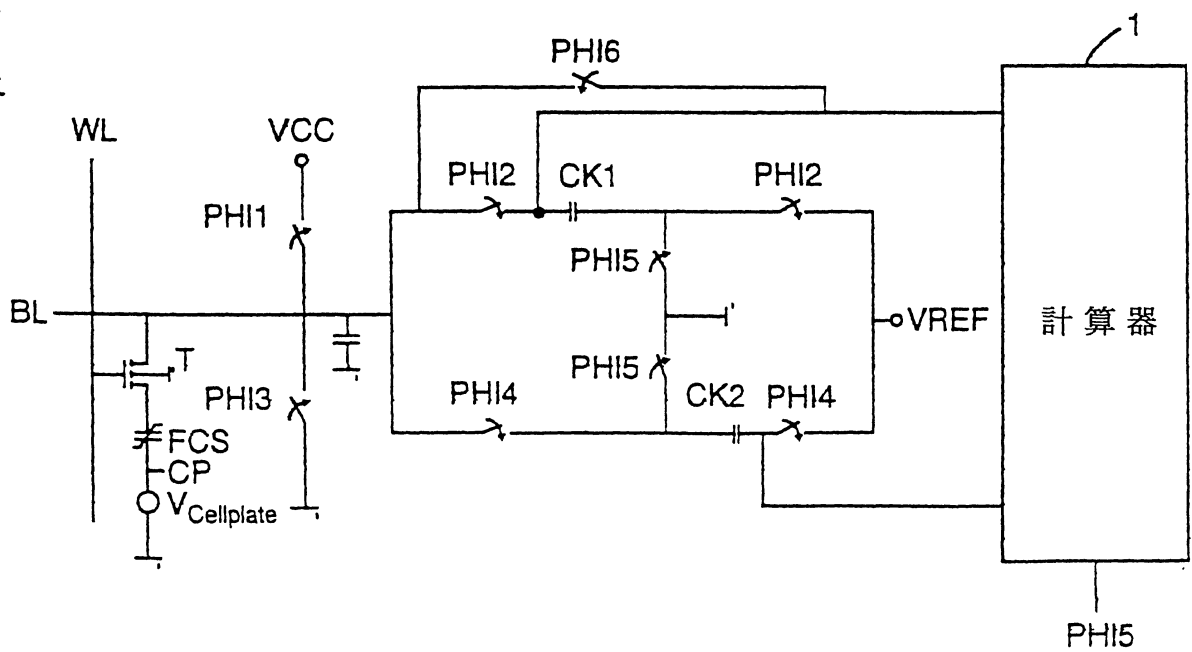 1
PHI6
WL
VCC
PHI2
CK1
PHI2
PHI1
PHI5
BL
VREF
計算器
T
PHI5
PHI3
PHI4
CK2
PHI4
FCS
CP
VCellplate
PHI5